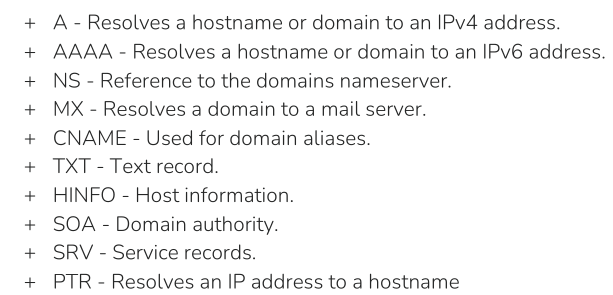 + A - Resolves a hostname or domain to an IPv4 address.
+ AAAA - Resolves a hostname or domain to an IPv6 address.
+ NS - Reference to the domains nameserver.
+ MX - Resolves a domain to a mail server.
+ CNAME - Used for domain aliases.
+ TXT - Text record.
+ HINFO - Host information.
+ SOA - Domain authority.
+ SRV - Service records.
+ PTR - Resolves an IP address to a hostname